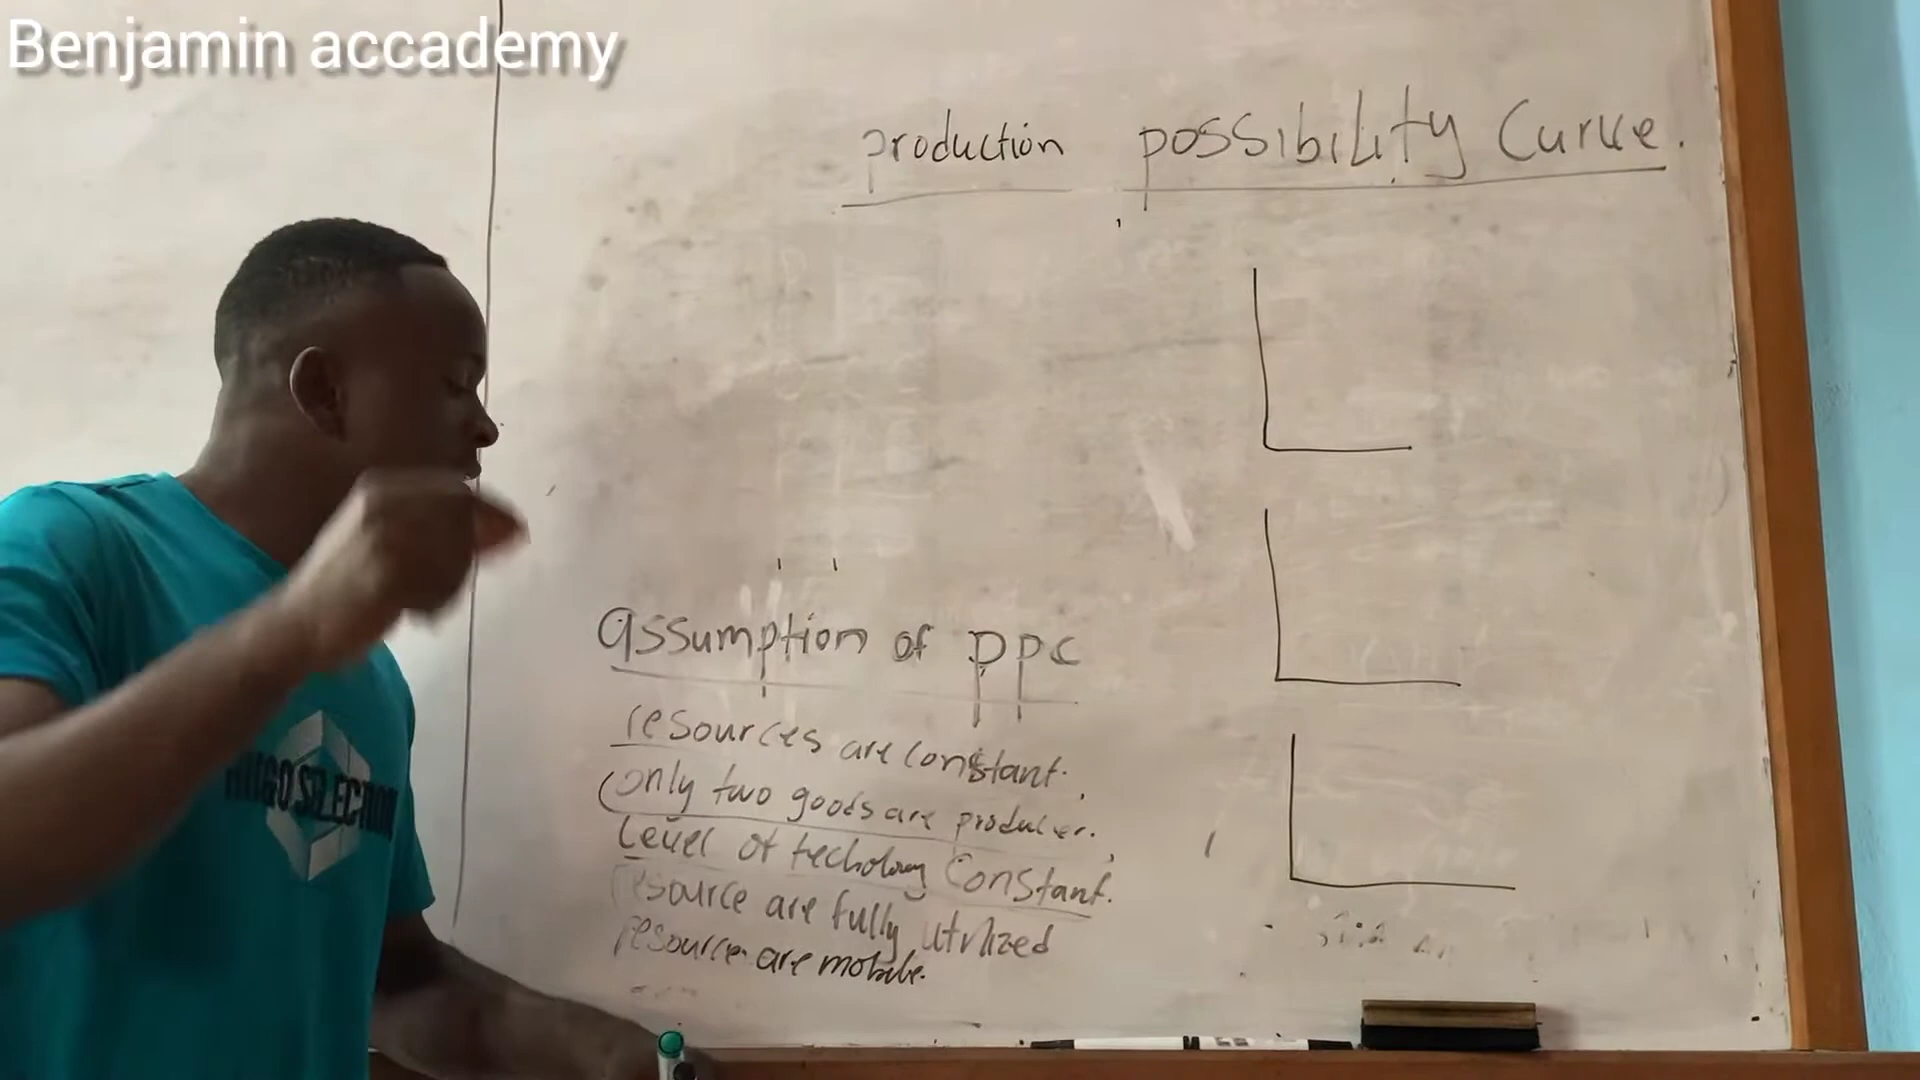 Benjamin accademy
production possibility Curve.
assumption of ppc
resources are constant.
only two goods are producer.
Level of techology Constant.
resource are fully utilized
resource are mobile.